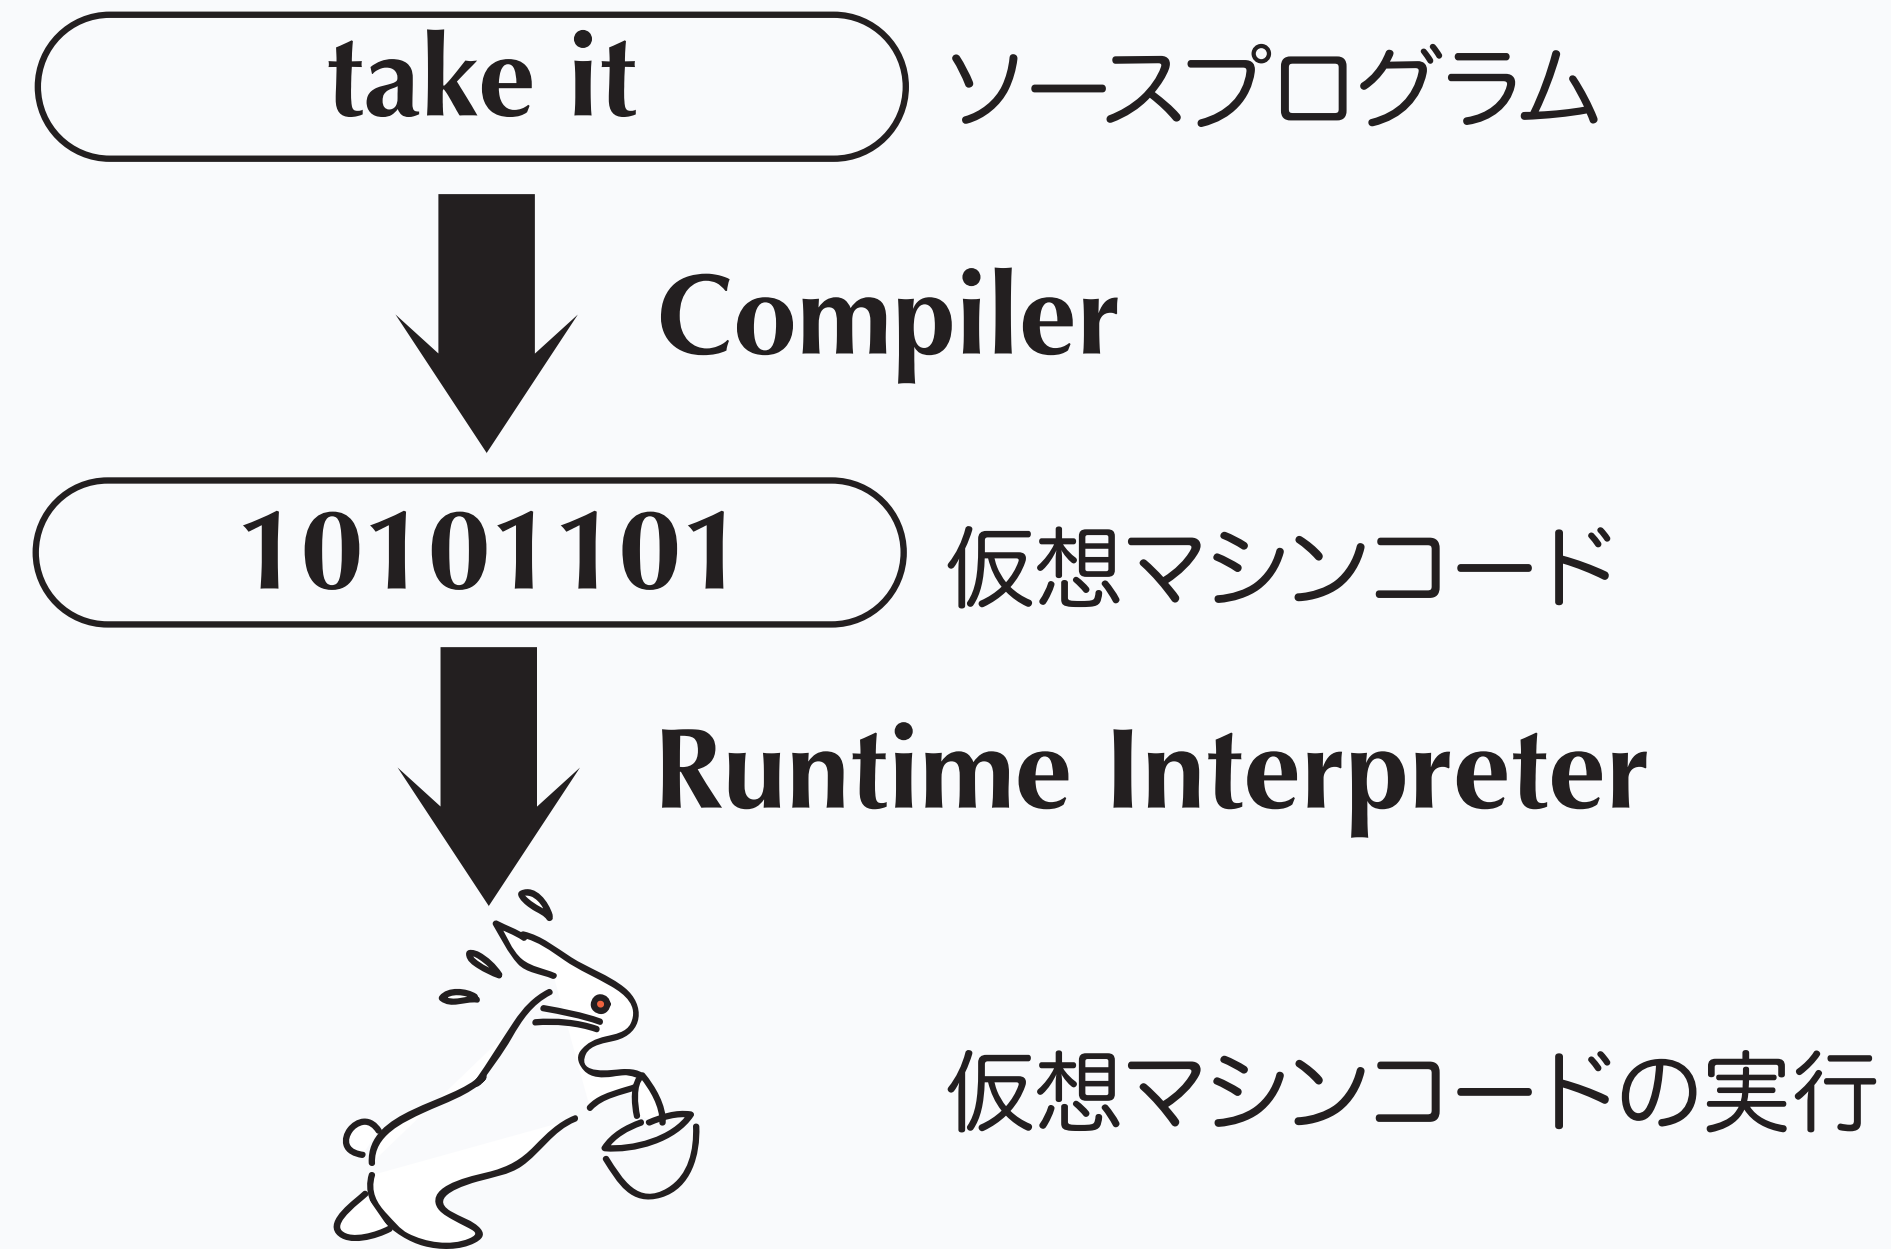 take it
ソースプログラム
Compiler
10101101
仮想マシンコード
Runtime Interpreter
仮想マシンコードの実行